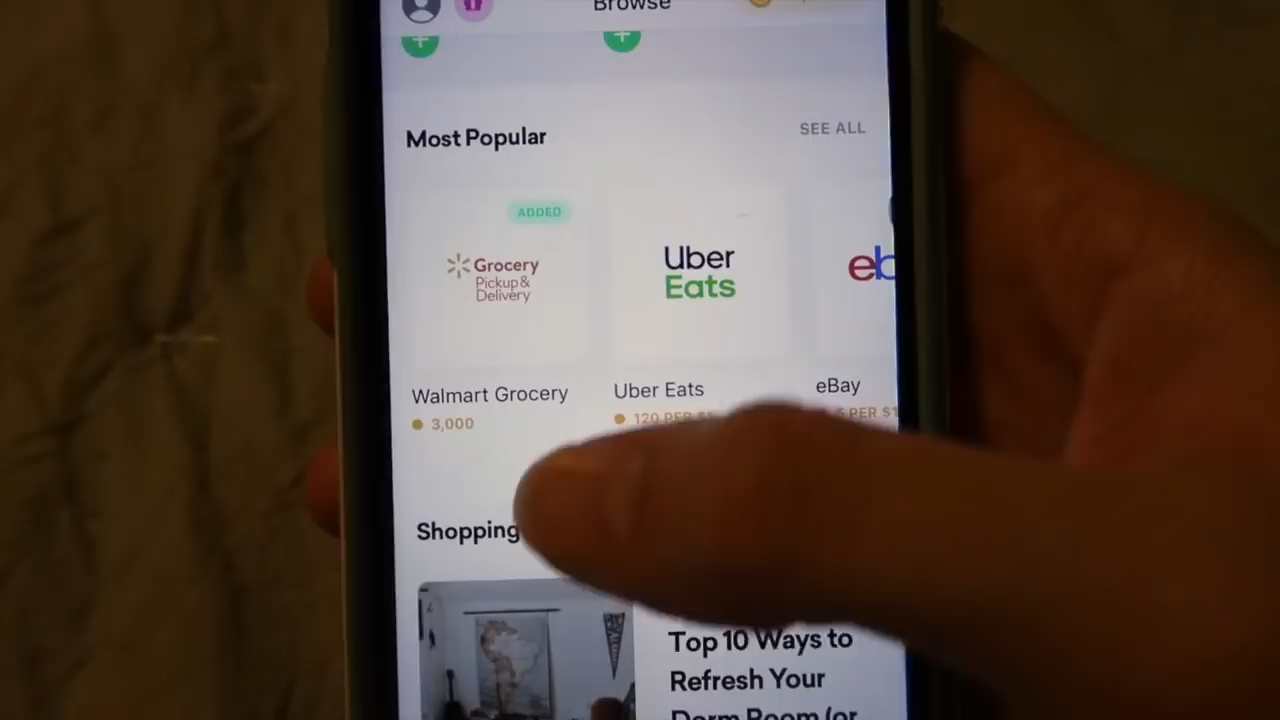 Browse
Most Popular
SEE ALL
ADDED
Grocery
Pickup &
Delivery
Uber
Eats
eb
Walmart Grocery
Uber Eats
eBay
3,000
120 PER $1
5 PER $1
Shopping
Top 10 Ways to
Refresh Your
Dorm Room (or